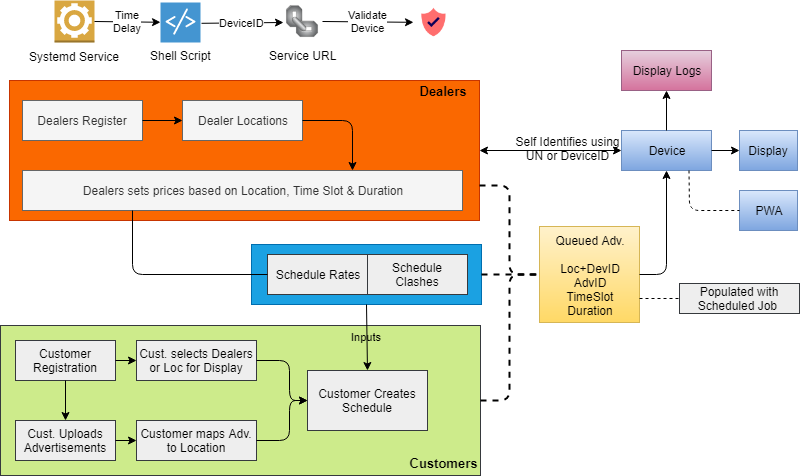 Time
Delay
DeviceID
Validate
Device
Systemd Service
Shell Script
Service URL
Dealers
Dealers Register
Dealer Locations
Dealers sets prices based on Location, Time Slot & Duration
Display Logs
Self Identifies using
UN or DeviceID
Device
Display
PWA
Schedule Rates
Schedule
Clashes
Queued Adv.
Loc+DevID
AdvID
TimeSlot
Duration
Populated with
Scheduled Job
Inputs
Customer
Registration
Cust. selects Dealers
or Loc for Display
Customer Creates
Schedule
Cust. Uploads
Advertisements
Customer maps Adv.
to Location
Customers